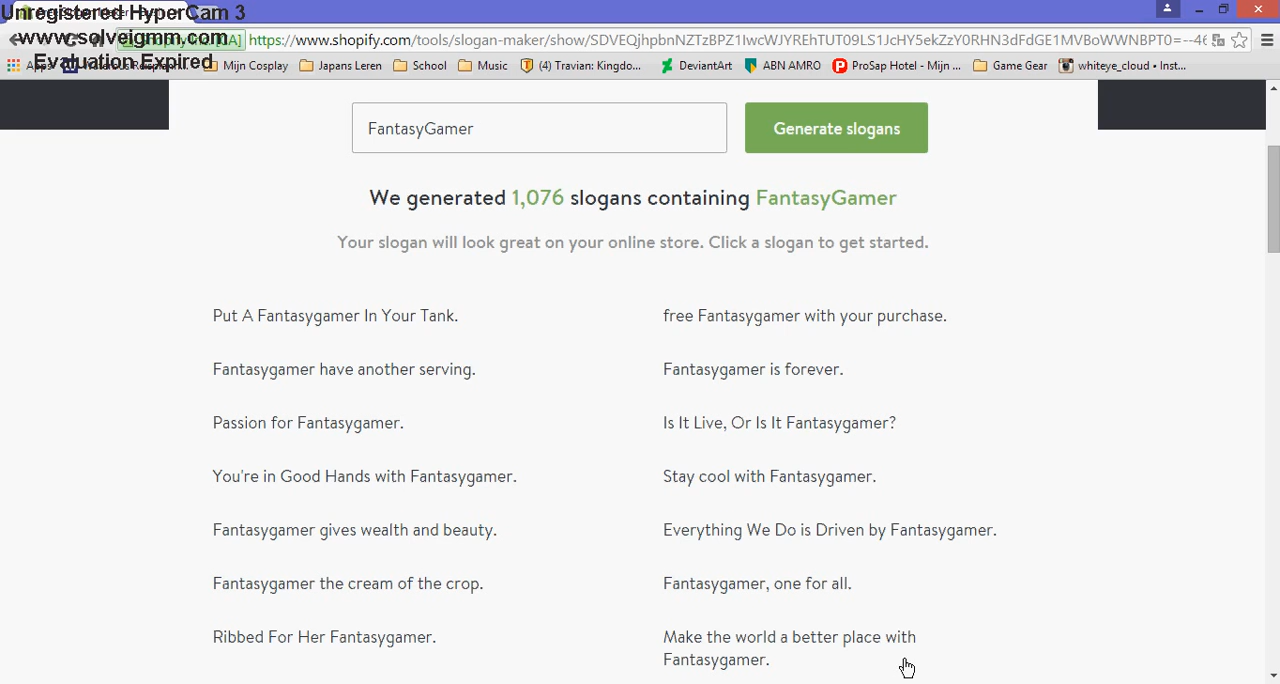 Unregistered HyperCam 3
www.solveigmm.com
Evaluation Expired
https://www.shopify.com/tools/slogan-maker/show/SDVEQjhpbnNZTzBPZ1IwcWJYREhTUT09LS1JcHY5ekZzY0RHN3dFdGE1MVBoWWNBPT0=--46
Apps
Mijn Cosplay
Japans Leren
School
Music
(4) Travian: Kingdo...
DeviantArt
ABN AMRO
ProSap Hotel - Mijn ...
Game Gear
whiteye_cloud • Inst...
FantasyGamer
Generate slogans
We generated 1,076 slogans containing FantasyGamer
Your slogan will look great on your online store. Click a slogan to get started.
Put A Fantasygamer In Your Tank.
free Fantasygamer with your purchase.
Fantasygamer have another serving.
Fantasygamer is forever.
Passion for Fantasygamer.
Is It Live, Or Is It Fantasygamer?
You're in Good Hands with Fantasygamer.
Stay cool with Fantasygamer.
Fantasygamer gives wealth and beauty.
Everything We Do is Driven by Fantasygamer.
Fantasygamer the cream of the crop.
Fantasygamer, one for all.
Ribbed For Her Fantasygamer.
Make the world a better place with
Fantasygamer.